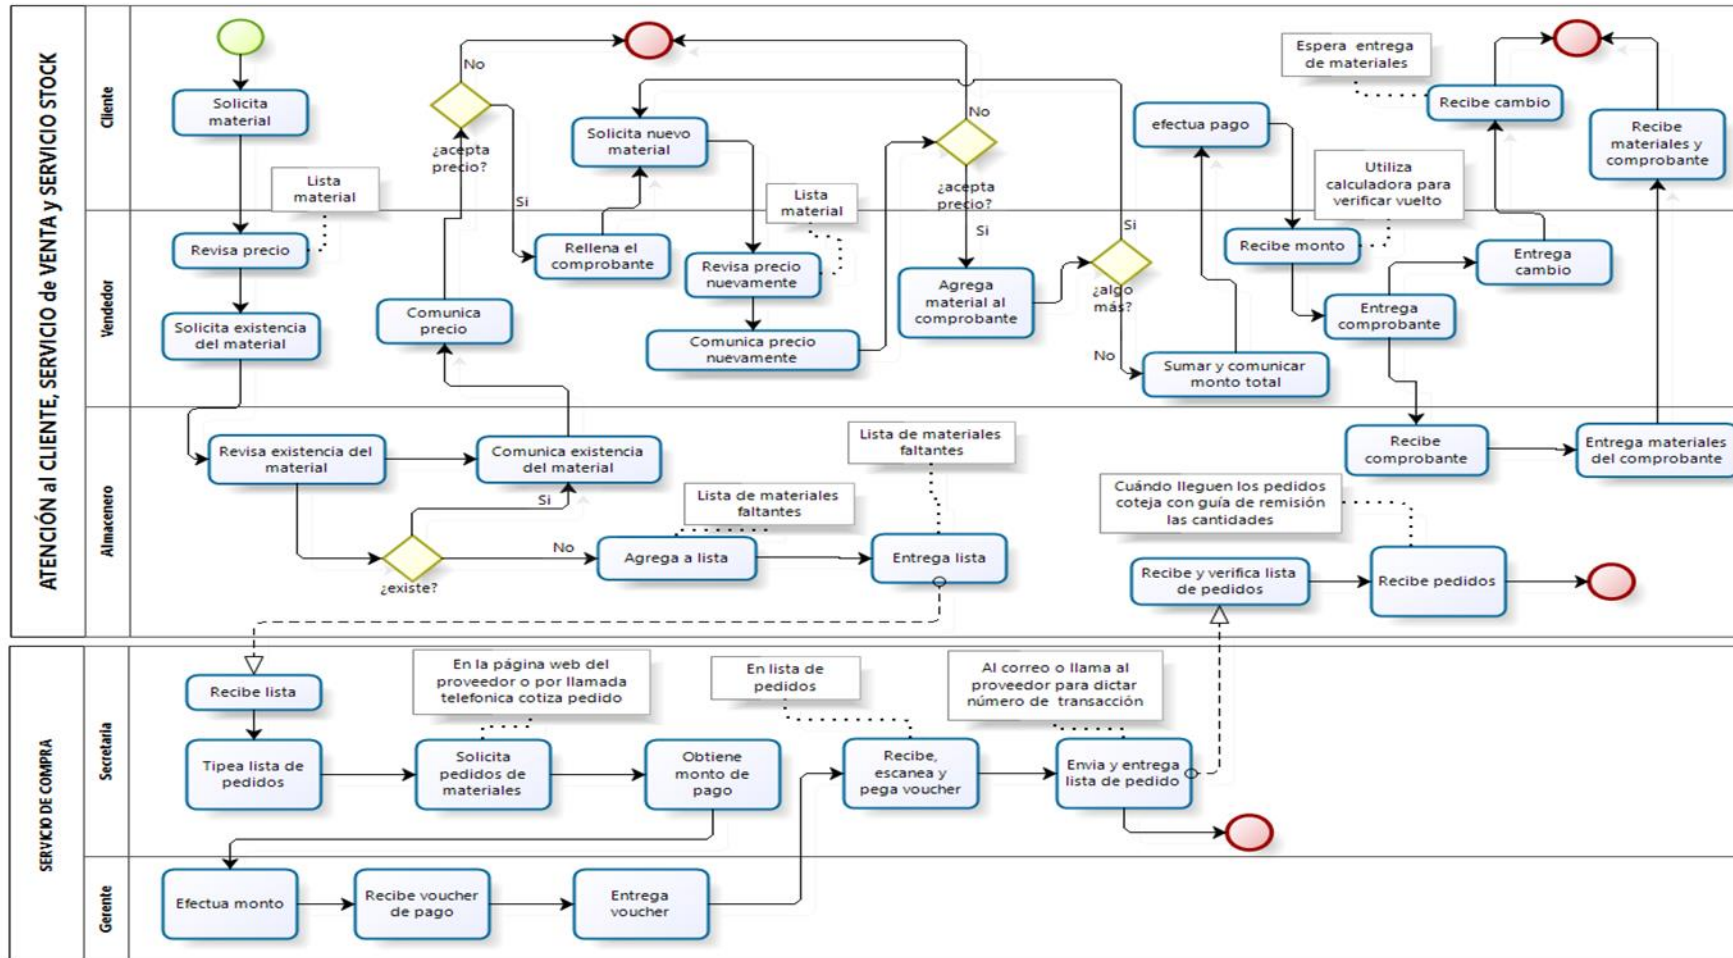 ATENCIÓN al CLIENTE, SERVICIO de VENTA y SERVICIO STOCK
Cliente
Solicita
material
Lista
material
No
¿acepta
precio?
Si
Solicita nuevo
material
Lista
material
No
¿acepta
precio?
Si
Si
efectua pago
Espera entrega
de materiales
Recibe cambio
Utiliza
calculadora para
verificar vuelto
Recibe
materiales y
comprobante
Vendedor
Revisa precio
Solicita existencia
del material
Comunica
precio
Rellena el
comprobante
Revisa precio
nuevamente
Comunica precio
nuevamente
Agrega
material al
comprobante
¿algo
más?
No
Sumar y comunicar
monto total
Recibe monto
Entrega
comprobante
Entrega
cambio
Almacenero
Revisa existencia del
material
Comunica existencia
del material
Si
¿existe?
No
Lista de materiales
faltantes
Agrega a lista
Lista de materiales
faltantes
Entrega lista
Recibe
comprobante
Entrega materiales
del comprobante
Cuándo lleguen los pedidos
coteja con guía de remisión
las cantidades
Recibe y verifica lista
de pedidos
Recibe pedidos
SERVICIO DE COMPRA
Secretaria
Recibe lista
Tipea lista de
pedidos
En la página web del
proveedor o por llamada
telefonica cotiza pedido
Solicita
pedidos de
materiales
Obtiene
monto de
pago
En lista de
pedidos
Recibe,
escanea y
pega voucher
Al correo o llama al
proveedor para dictar
número de transacción
Envia y entrega
lista de pedido
Gerente
Efectua monto
Recibe voucher
de pago
Entrega
voucher